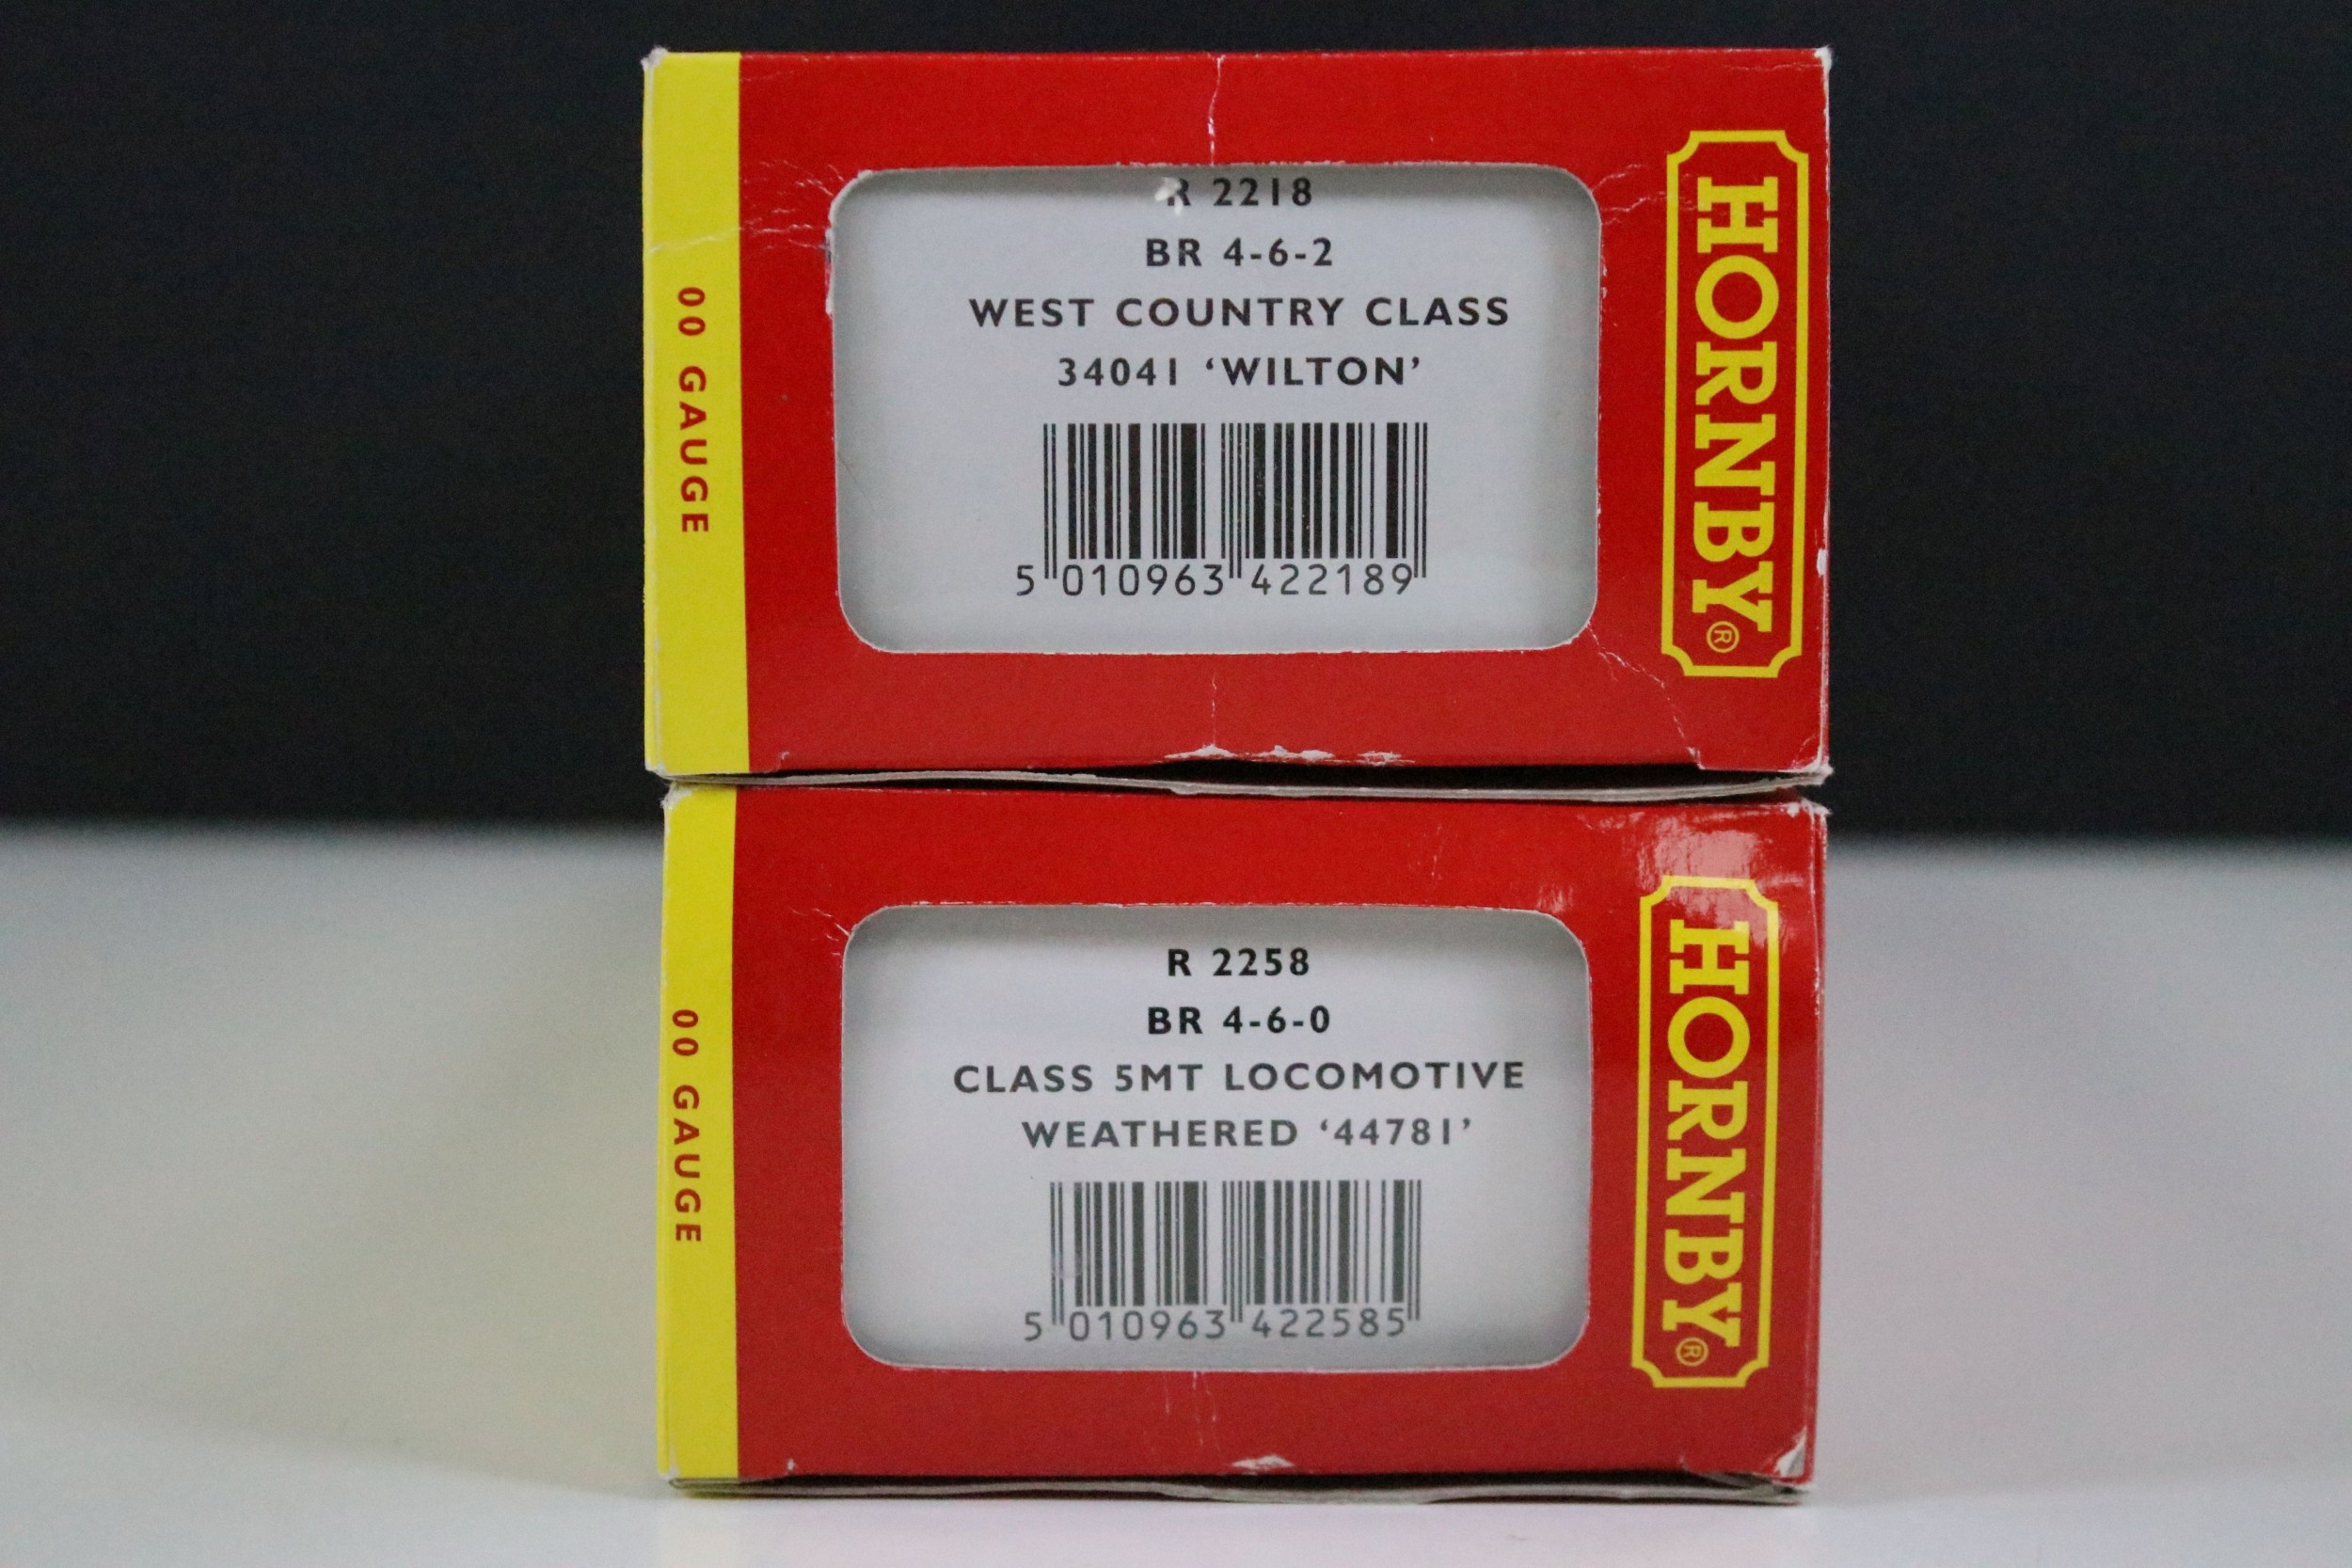 00 GAUGE
R 2218
BR 4-6-2
WEST COUNTRY CLASS
34041 ‘WILTON’
5 010963 422189
HORNBY®
00 GAUGE
R 2258
BR 4-6-0
CLASS 5MT LOCOMOTIVE
WEATHERED ‘44781’
5 010963 422585
HORNBY®